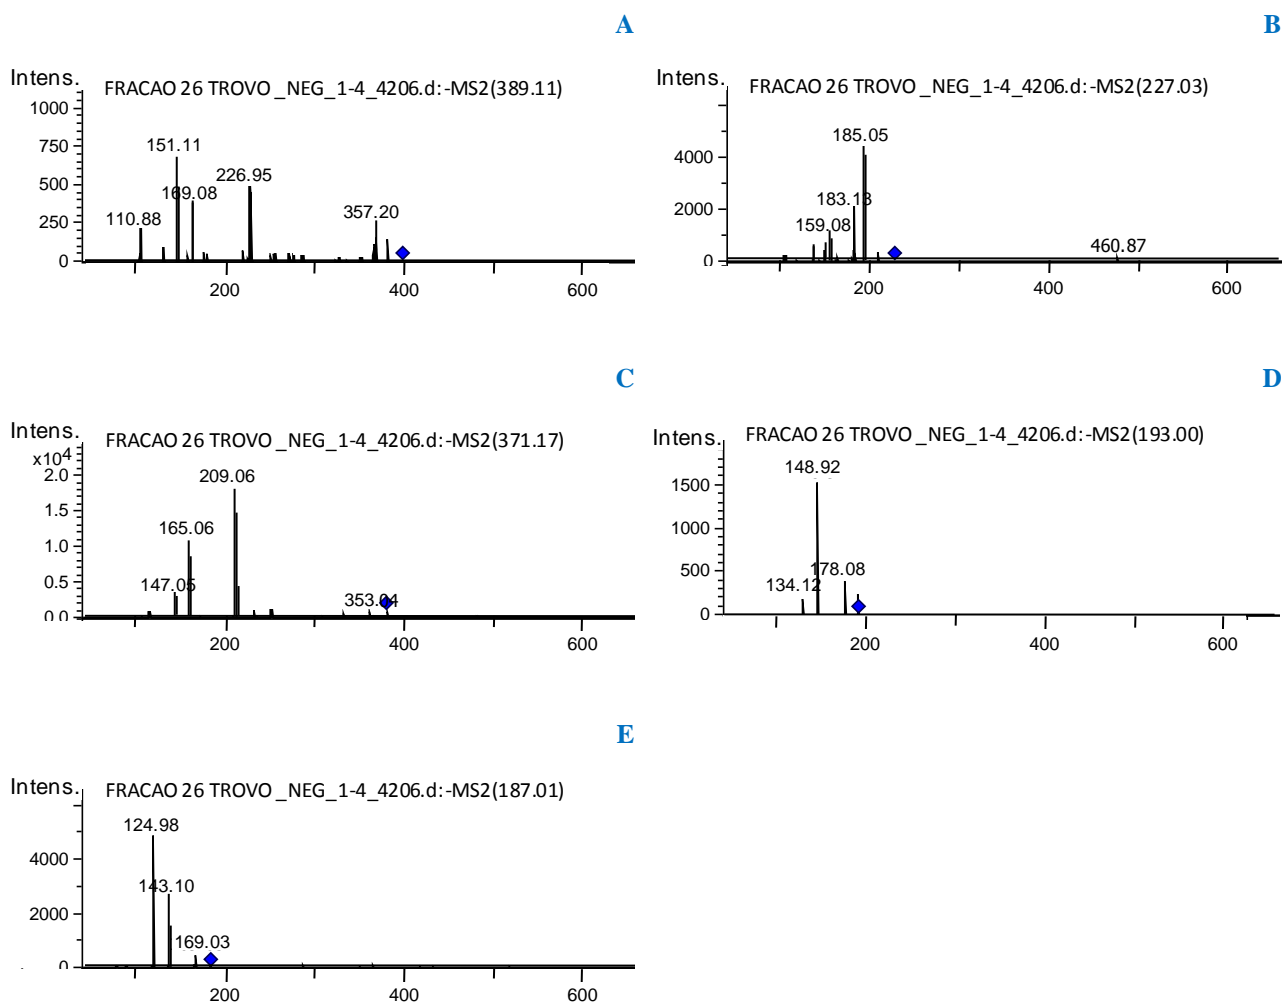 A
Intens.
FRACAO 26 TROVO _NEG_1-4_4206.d:-MS2(389.11)
1000
750
500
250
0
151.11
169.08
226.95
110.88
357.20
200 400 600
B
Intens.
FRACAO 26 TROVO _NEG_1-4_4206.d:-MS2(227.03)
4000
2000
0
185.05
183.13
159.08
460.87
200 400 600
C
Intens.
x10^4
FRACAO 26 TROVO _NEG_1-4_4206.d:-MS2(371.17)
2.0
1.5
1.0
0.5
0.0
209.06
165.06
147.05
353.04
200 400 600
D
Intens.
FRACAO 26 TROVO _NEG_1-4_4206.d:-MS2(193.00)
1500
1000
500
0
148.92
178.08
134.12
200 400 600
E
Intens.
FRACAO 26 TROVO _NEG_1-4_4206.d:-MS2(187.01)
4000
2000
0
124.98
143.10
169.03
200 400 600